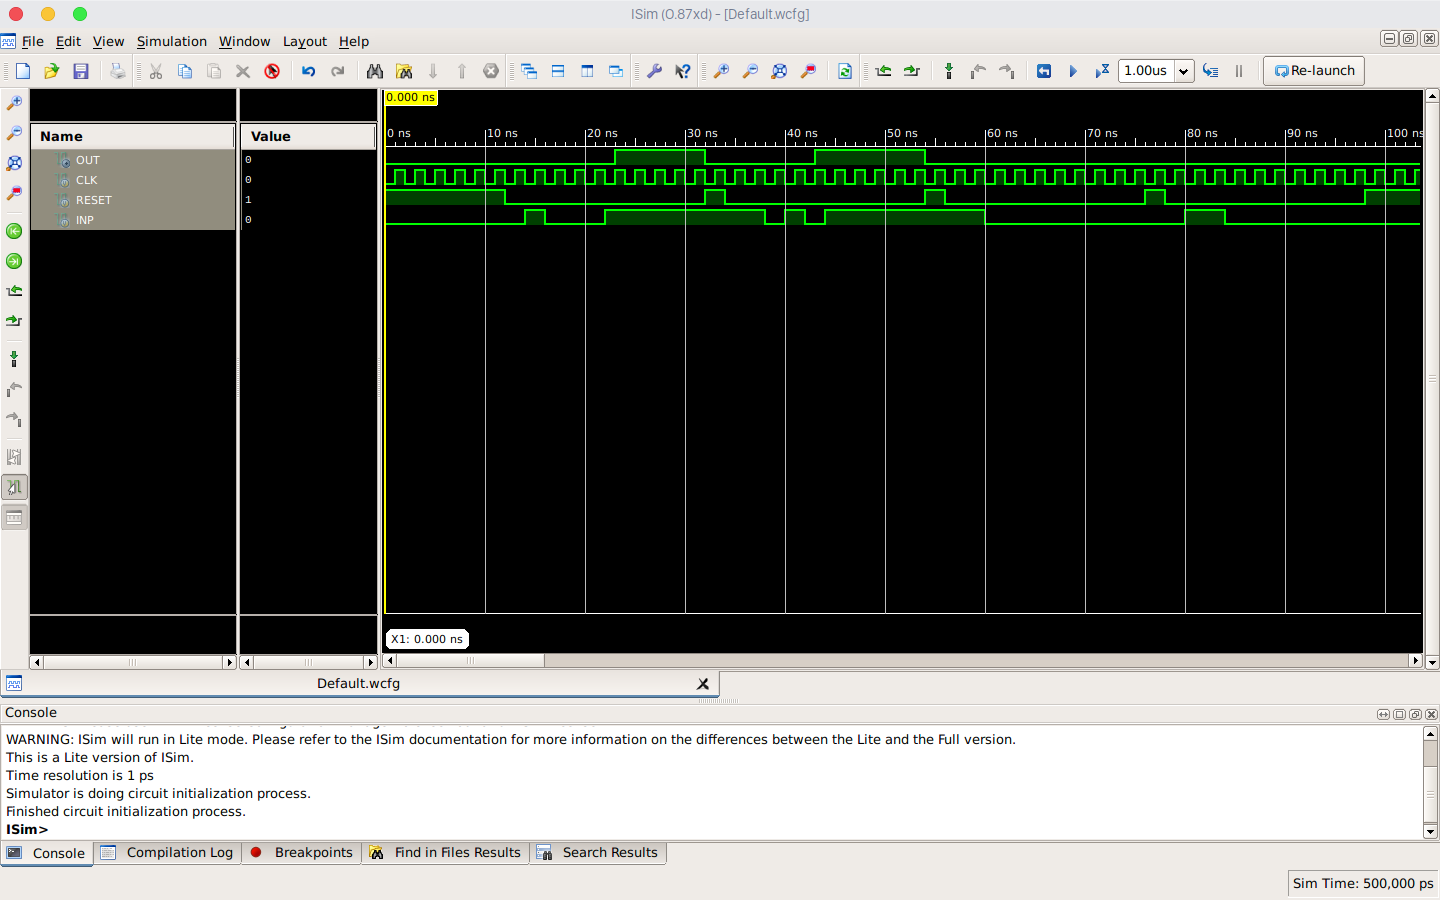 ISim (0.87xd) - [Default.wcfg]
File Edit View Simulation Window Layout Help
1.00us Re-launch
0.000 ns
Name Value
0 ns 10 ns 20 ns 30 ns 40 ns 50 ns 60 ns 70 ns 80 ns 90 ns 100 ns
OUT 0
CLK 0
RESET 1
INP 0
X1: 0.000 ns
Default.wcfg
Console
WARNING: ISim will run in Lite mode. Please refer to the ISim documentation for more information on the differences between the Lite and the Full version.
This is a Lite version of ISim.
Time resolution is 1 ps
Simulator is doing circuit initialization process.
Finished circuit initialization process.
ISim>
Console Compilation Log Breakpoints Find in Files Results Search Results
Sim Time: 500,000 ps